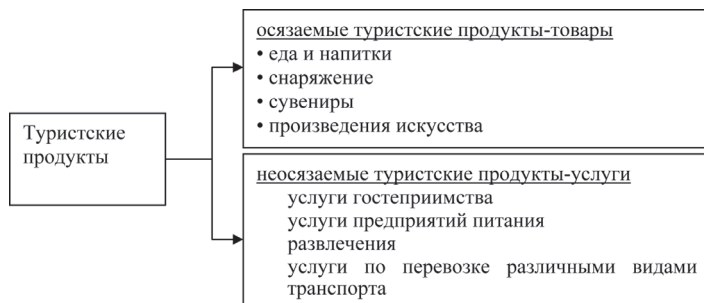 Туристские
продукты
осязаемые туристские продукты-товары
• еда и напитки
• снаряжение
• сувениры
• произведения искусства
неосязаемые туристские продукты-услуги
услуги гостеприимства
услуги предприятий питания
развлечения
услуги по перевозке различными видами
транспорта